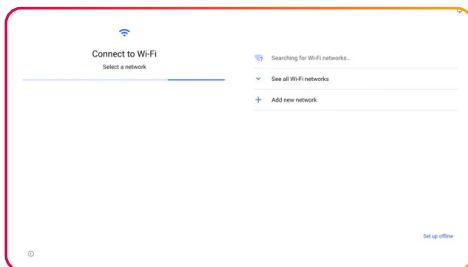 Connect to Wi-Fi
Select a network
Searching for Wi-Fi networks…
See all Wi-Fi networks
Add new network
Set up offline